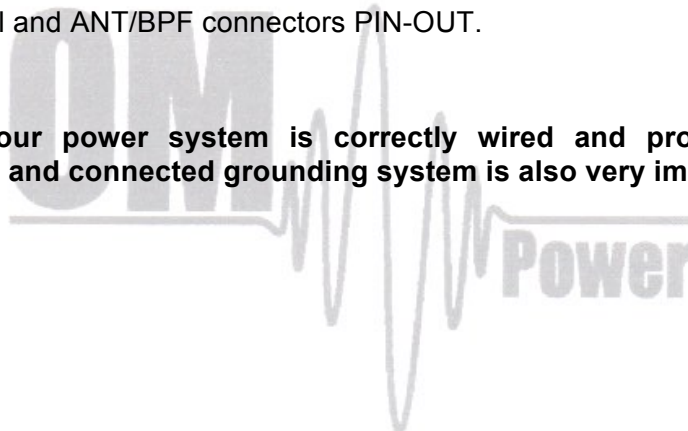 l and ANT/BPF connectors PIN-OUT.
OM
our power system is correctly wired and pro
and connected grounding system is also very im
Power